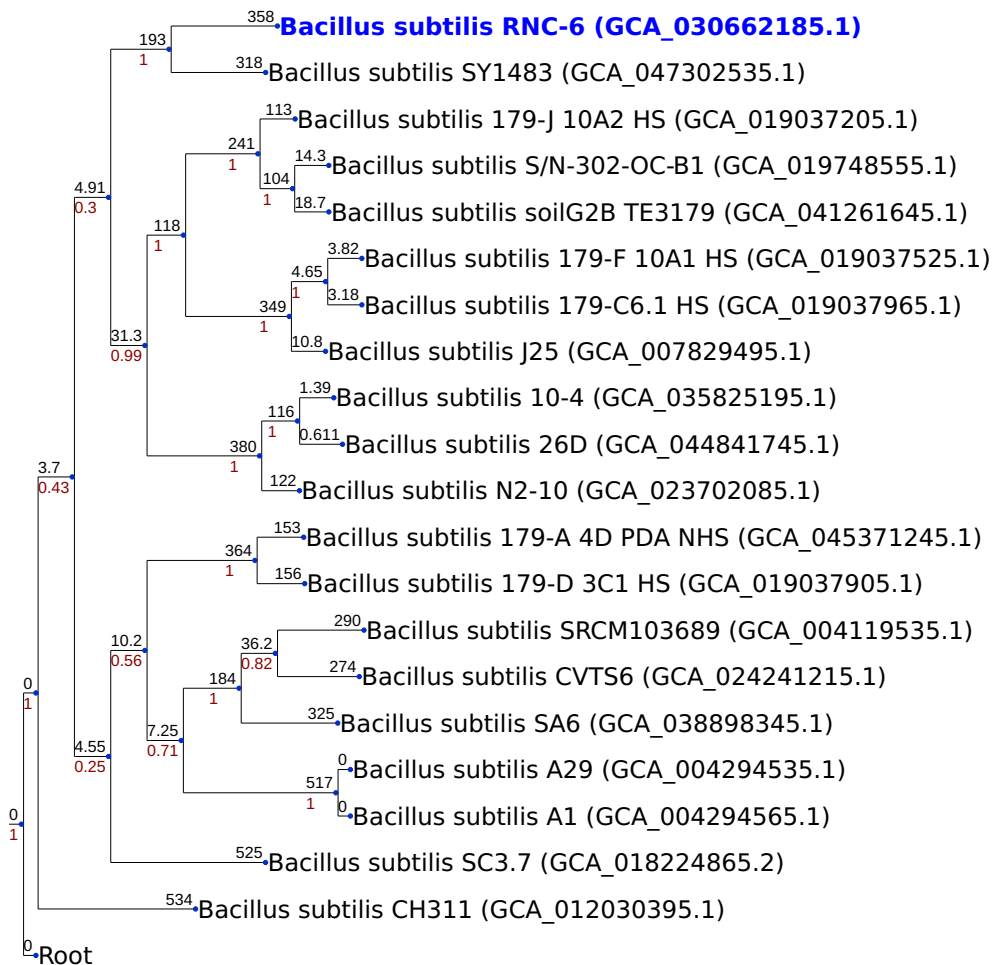 358 Bacillus subtilis RNC-6 (GCA_030662185.1)
193
1
318 Bacillus subtilis SY1483 (GCA_047302535.1)
113 Bacillus subtilis 179-J 10A2 HS (GCA_019037205.1)
241
1
14.3 Bacillus subtilis S/N-302-OC-B1 (GCA_019748555.1)
104
1
4.91
0.3
18.7 Bacillus subtilis soilG2B TE3179 (GCA_041261645.1)
118
1
3.82 Bacillus subtilis 179-F 10A1 HS (GCA_019037525.1)
4.65
1
3.18 Bacillus subtilis 179-C6.1 HS (GCA_019037965.1)
349
1
31.3
0.99
10.8 Bacillus subtilis J25 (GCA_007829495.1)
1.39 Bacillus subtilis 10-4 (GCA_035825195.1)
116
1
0.611 Bacillus subtilis 26D (GCA_044841745.1)
380
1
3.7
0.43
122 Bacillus subtilis N2-10 (GCA_023702085.1)
153 Bacillus subtilis 179-A 4D PDA NHS (GCA_045371245.1)
364
1
156 Bacillus subtilis 179-D 3C1 HS (GCA_019037905.1)
290 Bacillus subtilis SRCM103689 (GCA_004119535.1)
10.2
0.56
36.2
0.82
274 Bacillus subtilis CVTS6 (GCA_024241215.1)
0
1
184
1
325 Bacillus subtilis SA6 (GCA_038898345.1)
7.25
0.71
4.55
0.25
0 Bacillus subtilis A29 (GCA_004294535.1)
517
1
0 Bacillus subtilis A1 (GCA_004294565.1)
0
1
525 Bacillus subtilis SC3.7 (GCA_018224865.2)
534 Bacillus subtilis CH311 (GCA_012030395.1)
0 Root